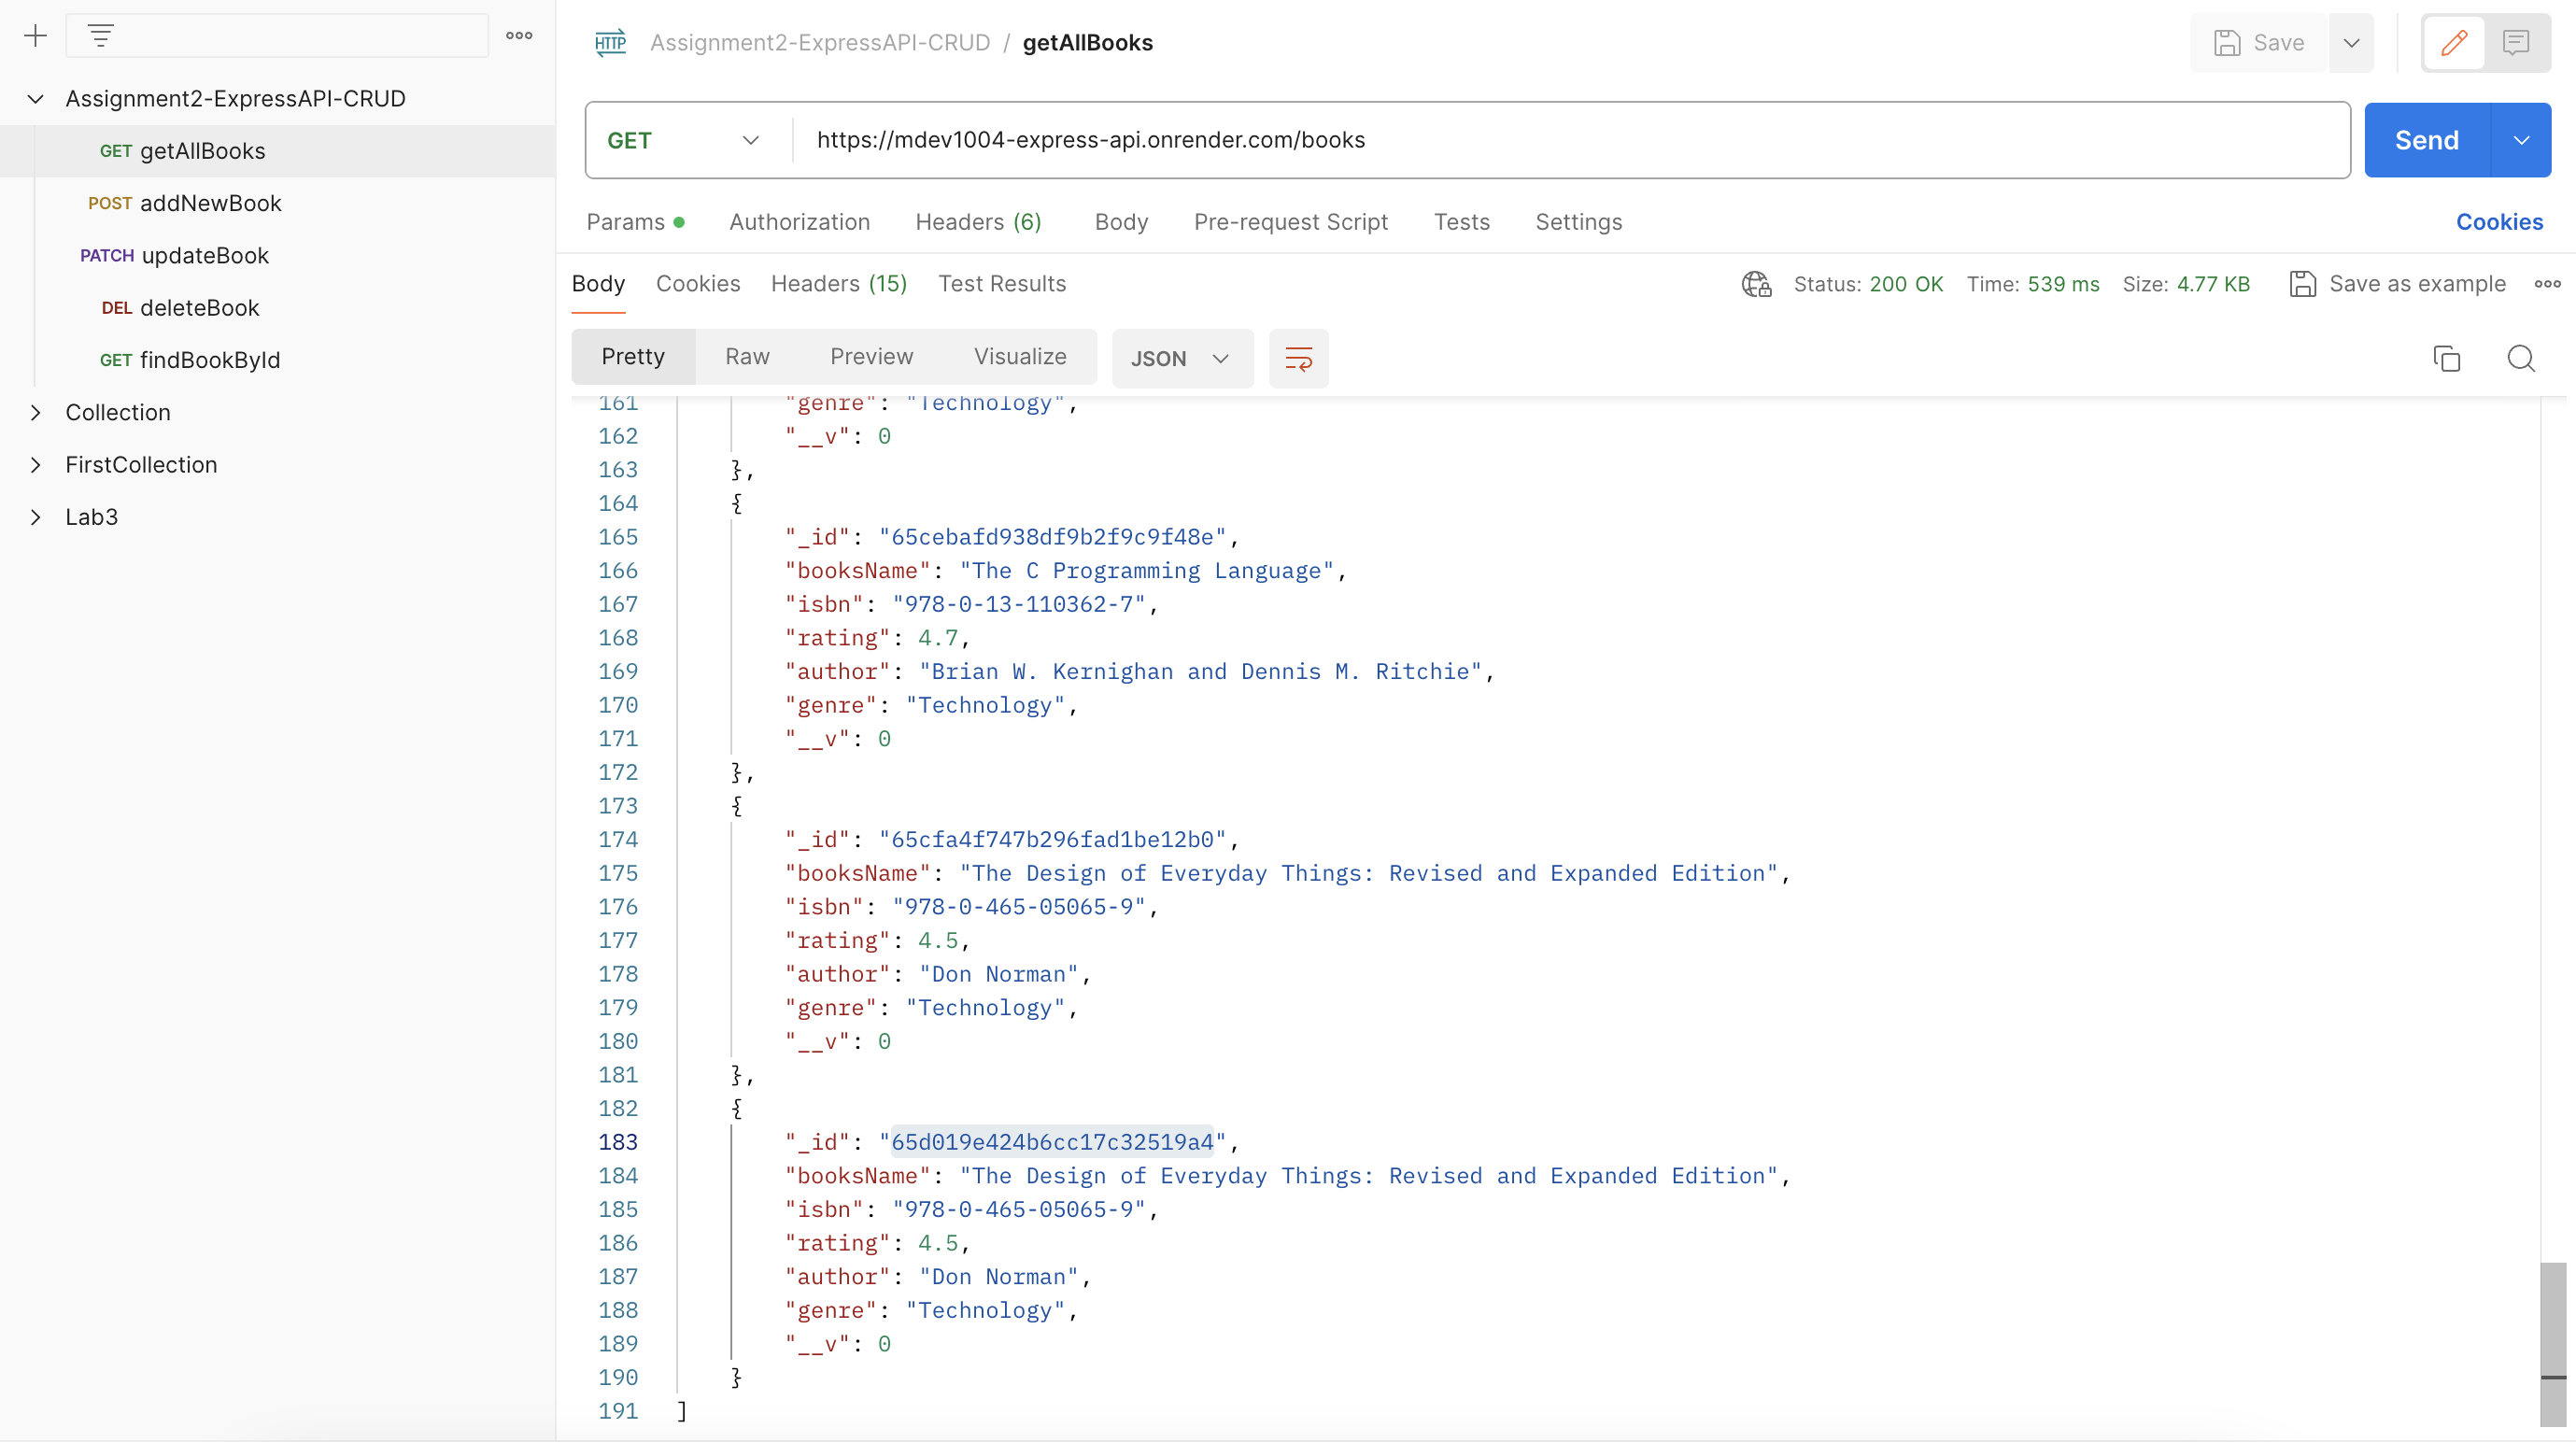 Assignment2-ExpressAPI-CRUD
GET getAllBooks
POST addNewBook
PATCH updateBook
DEL deleteBook
GET findBookById
Collection
FirstCollection
Lab3
HTTP Assignment2-ExpressAPI-CRUD / getAllBooks
Save
GET https://mdev1004-express-api.onrender.com/books
Send
Params Authorization Headers (6) Body Pre-request Script Tests Settings Cookies
Body Cookies Headers (15) Test Results Status: 200 OK Time: 539 ms Size: 4.77 KB Save as example
Pretty Raw Preview Visualize JSON
161 "genre": "Technology",
162 "__v": 0
163 },
164 {
165 "_id": "65cebafd938df9b2f9c9f48e",
166 "booksName": "The C Programming Language",
167 "isbn": "978-0-13-110362-7",
168 "rating": 4.7,
169 "author": "Brian W. Kernighan and Dennis M. Ritchie",
170 "genre": "Technology",
171 "__v": 0
172 },
173 {
174 "_id": "65cfa4f747b296fad1be12b0",
175 "booksName": "The Design of Everyday Things: Revised and Expanded Edition",
176 "isbn": "978-0-465-05065-9",
177 "rating": 4.5,
178 "author": "Don Norman",
179 "genre": "Technology",
180 "__v": 0
181 },
182 {
183 "_id": "65d019e424b6cc17c32519a4",
184 "booksName": "The Design of Everyday Things: Revised and Expanded Edition",
185 "isbn": "978-0-465-05065-9",
186 "rating": 4.5,
187 "author": "Don Norman",
188 "genre": "Technology",
189 "__v": 0
190 }
191 ]